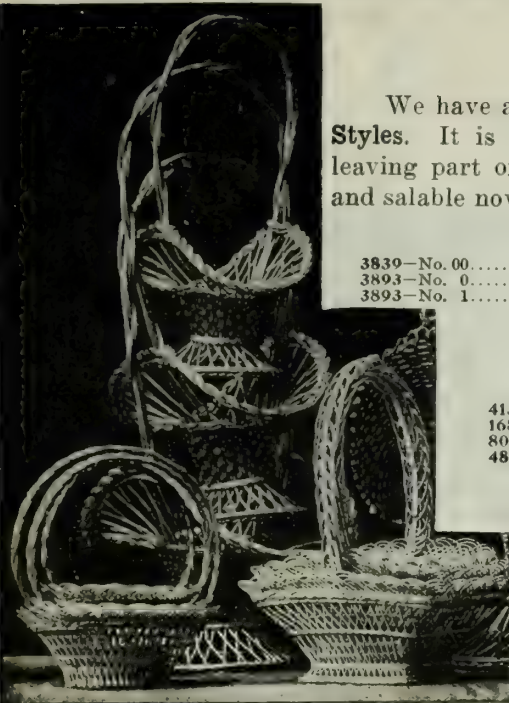 We have a
Styles. It is
leaving part o
and salable nov
3839—No. 00.....
3893—No. 0.....
3893—No. 1.....
41
168
80
48